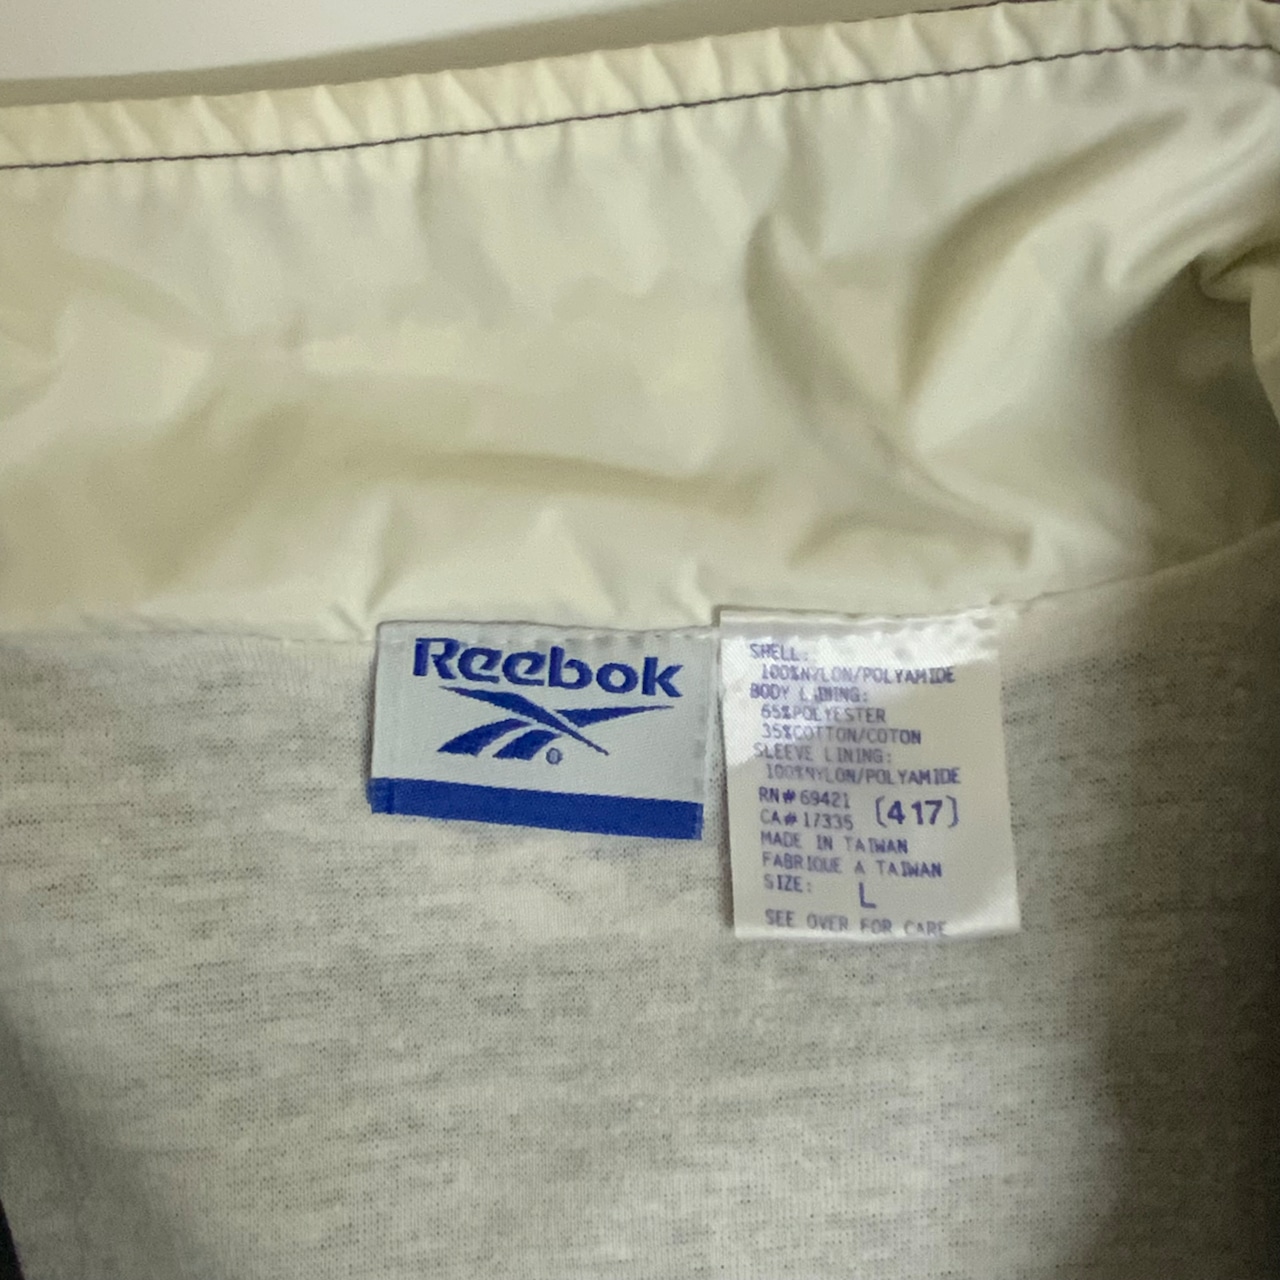 Reebok
®
SHELL:
100%NYLON/POLYAMIDE
BODY LINING:
65%POLYESTER
35%COTTON/COTON
SLEEVE LINING:
100%NYLON/POLYAMIDE
RN#69421
CA#17335 (417)
MADE IN TAIWAN
FABRIQUE A TAIWAN
SIZE: L
SEE OVER FOR CARE